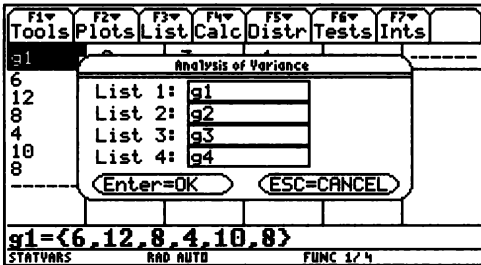 F1 F2 F3 F4 F5 F6 F7
Tools Plots List Calc Distr Tests Ints
g1
Analysis of Variance
6
12
8
4
10
8
List 1: g1
List 2: g2
List 3: g3
List 4: g4
Enter=OK ESC=CANCEL
g1={6,12,8,4,10,8}
STATVARS RAD AUTO FUNC 1/4